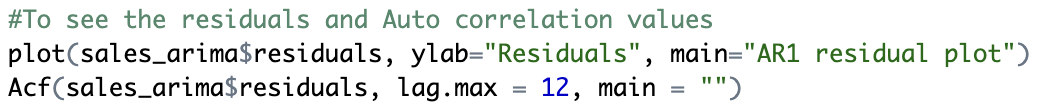 #To see the residuals and Auto correlation values
plot(sales_arima$residuals, ylab="Residuals", main="AR1 residual plot")
Acf(sales_arima$residuals, lag.max = 12, main = "")